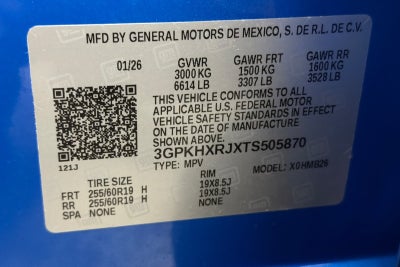 MFD BY GENERAL MOTORS DE MEXICO, S. DE R.L. DE C.V.
01/26 GVWR GAWR FRT GAWR RR
3000 KG 1500 KG 1600 KG
6614 LB 3307 LB 3528 LB
THIS VEHICLE CONFORMS TO ALL
APPLICABLE U.S. FEDERAL MOTOR
VEHICLE SAFETY STANDARDS IN EFFECT
ON THE DATE OF MANUFACTURE
SHOWN ABOVE.
3GPKHXRJXTS505870
121J TYPE: MPV MODEL: X0HMB26
TIRE SIZE RIM
FRT 255/60R19 H 19X8.5J
RR 255/60R19 H 19X8.5J
SPA NONE NONE